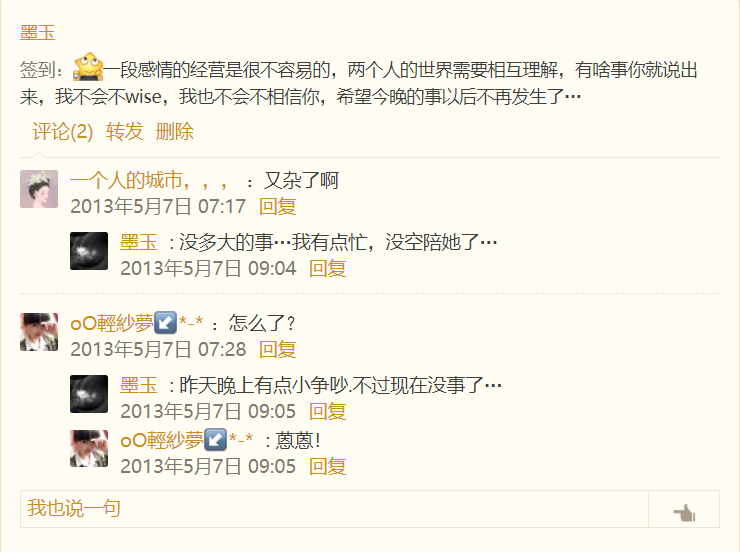 墨玉
签到：一段感情的经营是很不容易的，两个人的世界需要相互理解，有啥事你就说出
来，我不会不wise，我也不会不相信你，希望今晚的事以后不再发生了…
评论(2) 转发 删除
一个人的城市，，， ：又杂了啊
2013年5月7日 07:17 回复
墨玉 : 没多大的事…我有点忙，没空陪她了…
2013年5月7日 09:04 回复
oO輕紗夢↙*-* ：怎么了?
2013年5月7日 07:28 回复
墨玉 : 昨天晚上有点小争吵.不过现在没事了…
2013年5月7日 09:05 回复
oO輕紗夢↙*-* : 蒽蒽!
2013年5月7日 09:05 回复
我也说一句